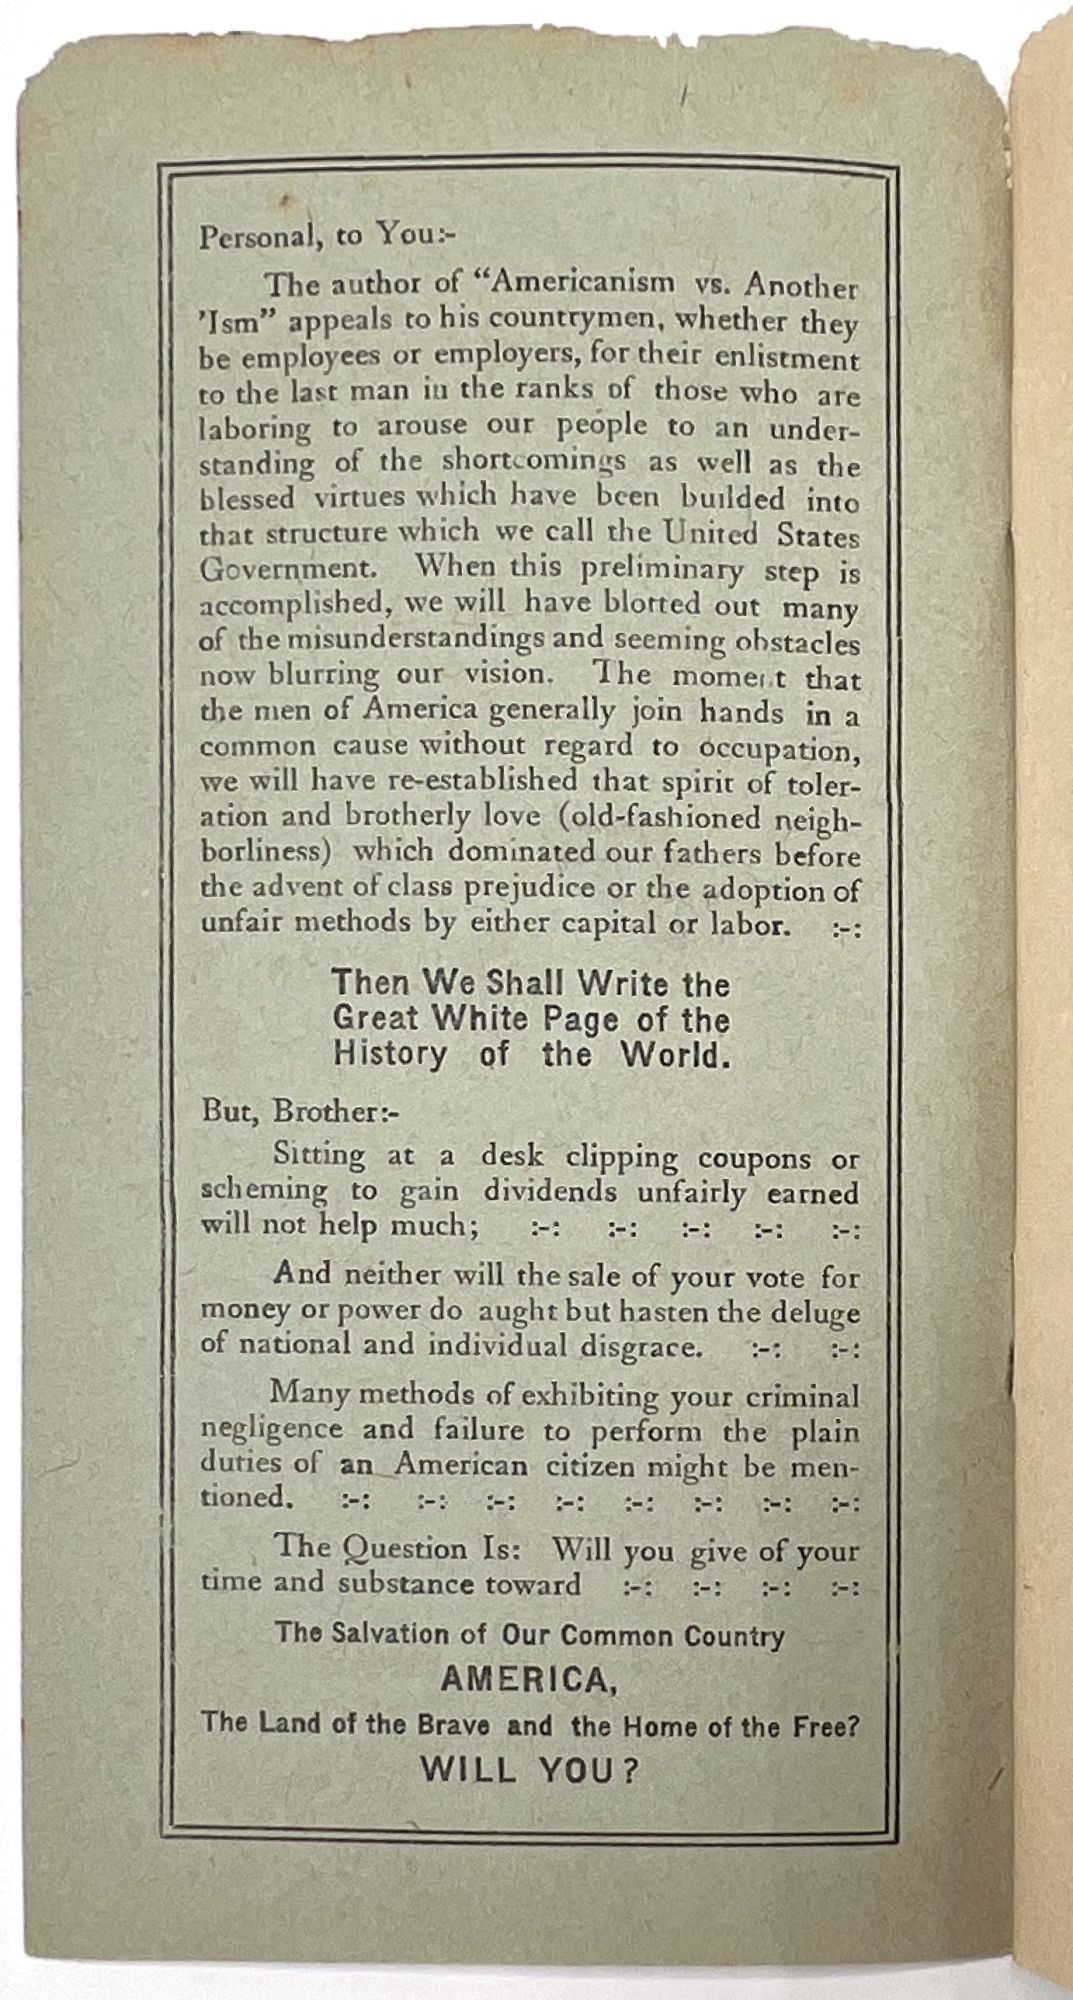 Personal, to You:-
The author of “Americanism vs. Another
’Ism” appeals to his countrymen, whether they
be employees or employers, for their enlistment
to the last man in the ranks of those who are
laboring to arouse our people to an under-
standing of the shortcomings as well as the
blessed virtues which have been builded into
that structure which we call the United States
Government. When this preliminary step is
accomplished, we will have blotted out many
of the misunderstandings and seeming obstacles
now blurring our vision. The moment that
the men of America generally join hands in a
common cause without regard to occupation,
we will have re-established that spirit of toler-
ation and brotherly love (old-fashioned neigh-
borliness) which dominated our fathers before
the advent of class prejudice or the adoption of
unfair methods by either capital or labor. :-:
Then We Shall Write the
Great White Page of the
History of the World.
But, Brother:-
Sitting at a desk clipping coupons or
scheming to gain dividends unfairly earned
will not help much; :-: :-: :-: :-: :-:
And neither will the sale of your vote for
money or power do aught but hasten the deluge
of national and individual disgrace. :-: :-:
Many methods of exhibiting your criminal
negligence and failure to perform the plain
duties of an American citizen might be men-
tioned. :-: :-: :-: :-: :-: :-: :-: :-:
The Question Is: Will you give of your
time and substance toward :-: :-: :-: :-:
The Salvation of Our Common Country
AMERICA,
The Land of the Brave and the Home of the Free?
WILL YOU?